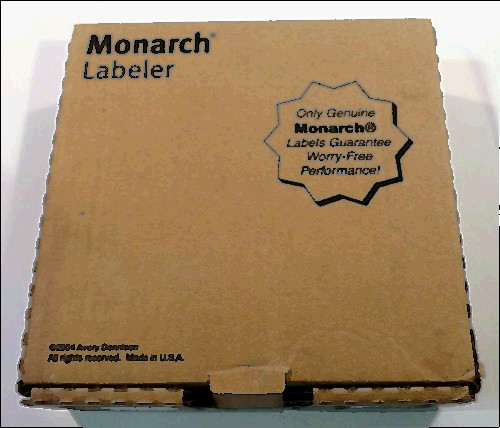 Monarch®
Labeler
Only Genuine
Monarch®
Labels Guarantee
Worry-Free
Performance!
©2004 Avery Dennison
All rights reserved. Made in U.S.A.